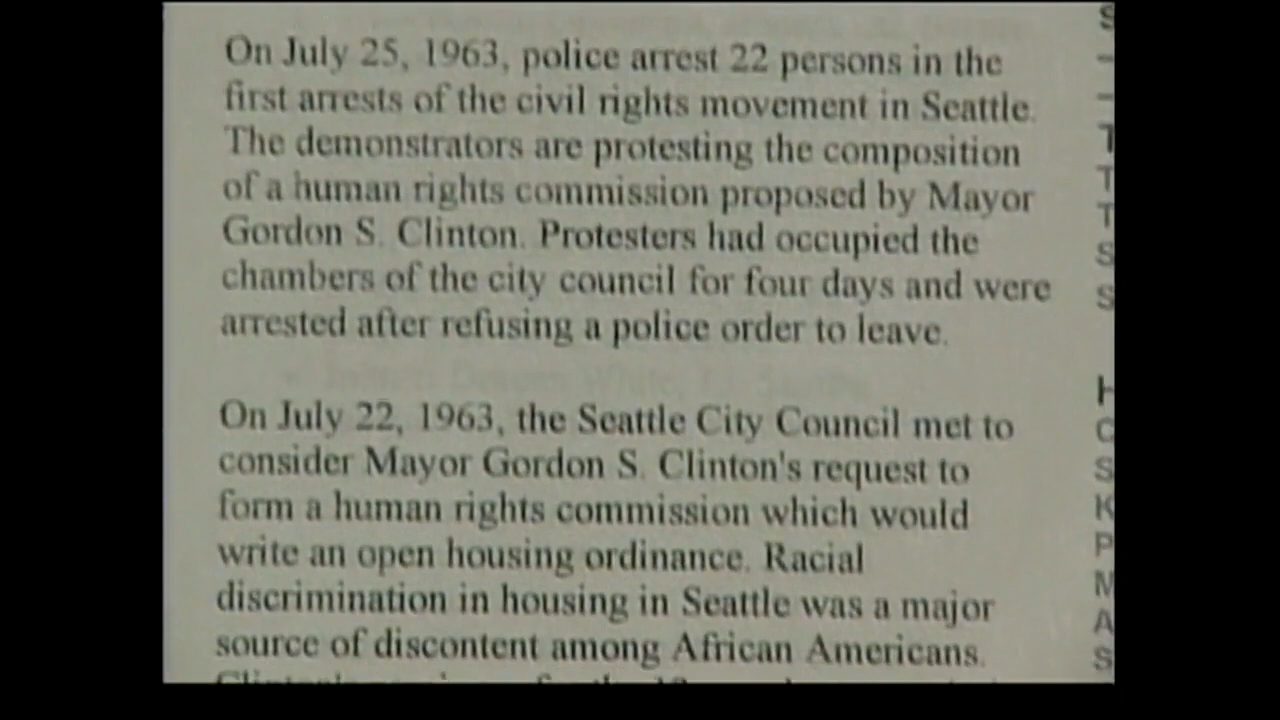 On July 25, 1963, police arrest 22 persons in the
first arrests of the civil rights movement in Seattle.
The demonstrators are protesting the composition
of a human rights commission proposed by Mayor
Gordon S. Clinton. Protesters had occupied the
chambers of the city council for four days and were
arrested after refusing a police order to leave.
On July 22, 1963, the Seattle City Council met to
consider Mayor Gordon S. Clinton's request to
form a human rights commission which would
write an open housing ordinance. Racial
discrimination in housing in Seattle was a major
source of discontent among African Americans.
S
T
T
T
S
S
H
C
S
K
P
M
A
S